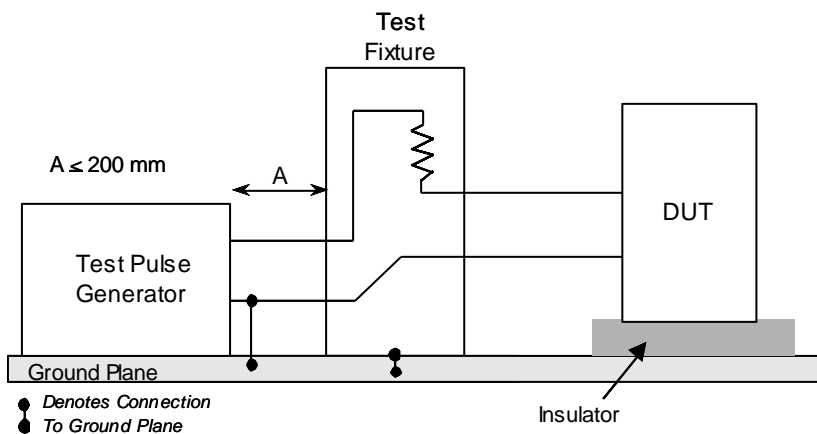 Test
Fixture
A ≤ 200 mm
A
DUT
Test Pulse
Generator
Ground Plane
Denotes Connection
To Ground Plane
Insulator